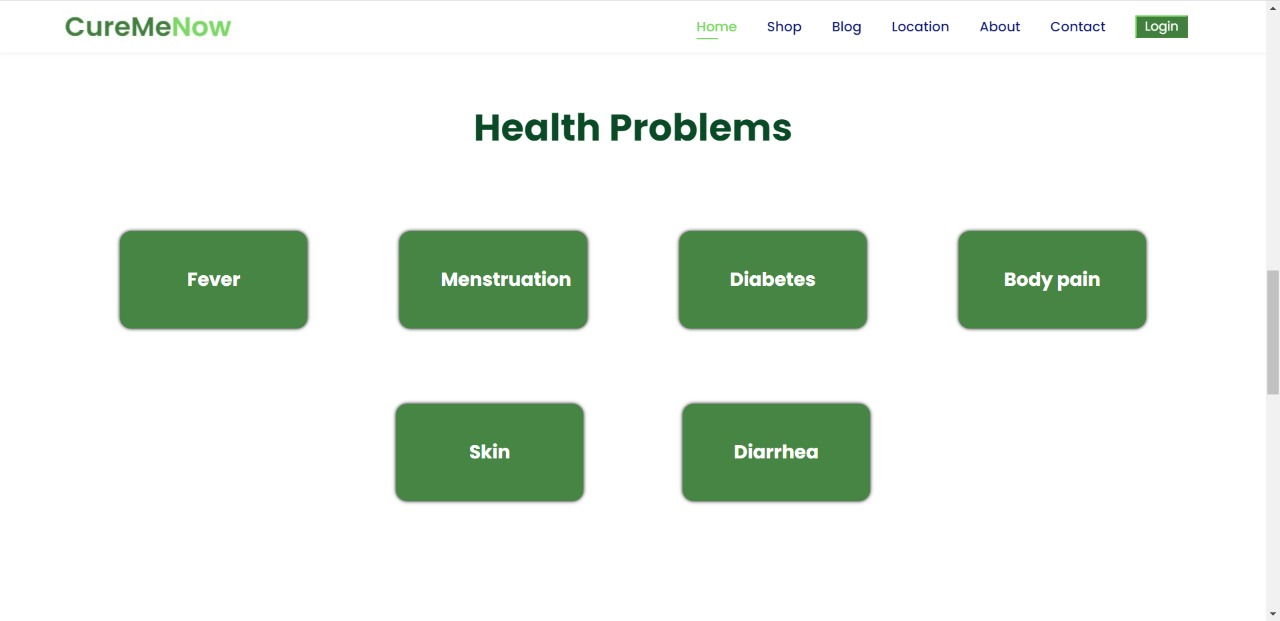 CureMeNow
Home Shop Blog Location About Contact Login
Health Problems
Fever Menstruation Diabetes Body pain
Skin Diarrhea